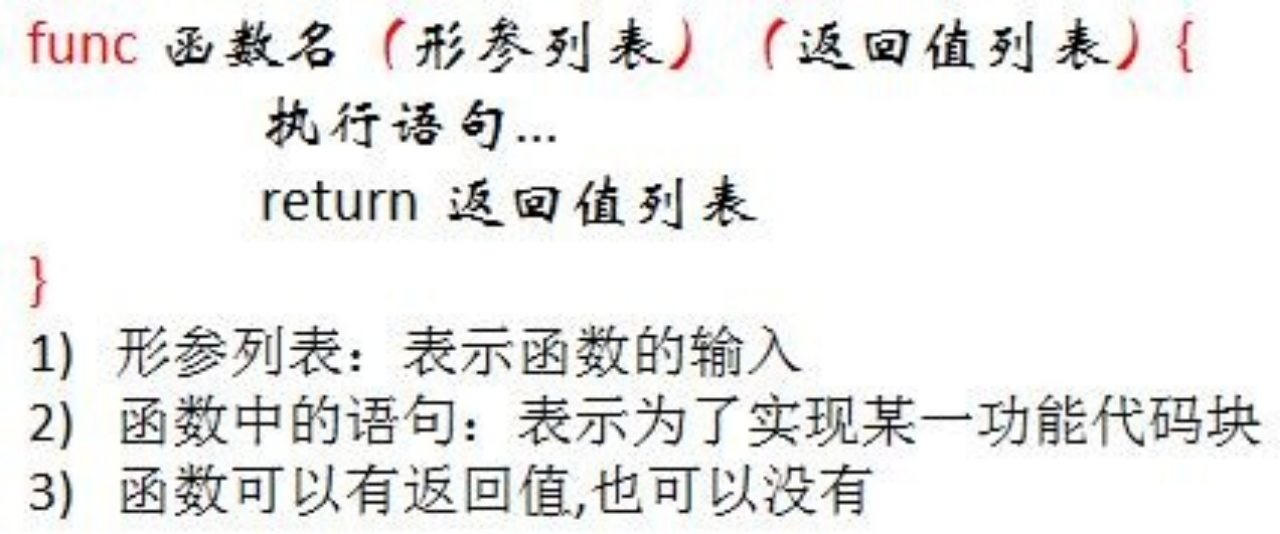 func 函数名（形参列表）（返回值列表）{
执行语句...
return 返回值列表
}
1) 形参列表：表示函数的输入
2) 函数中的语句：表示为了实现某一功能代码块
3) 函数可以有返回值,也可以没有